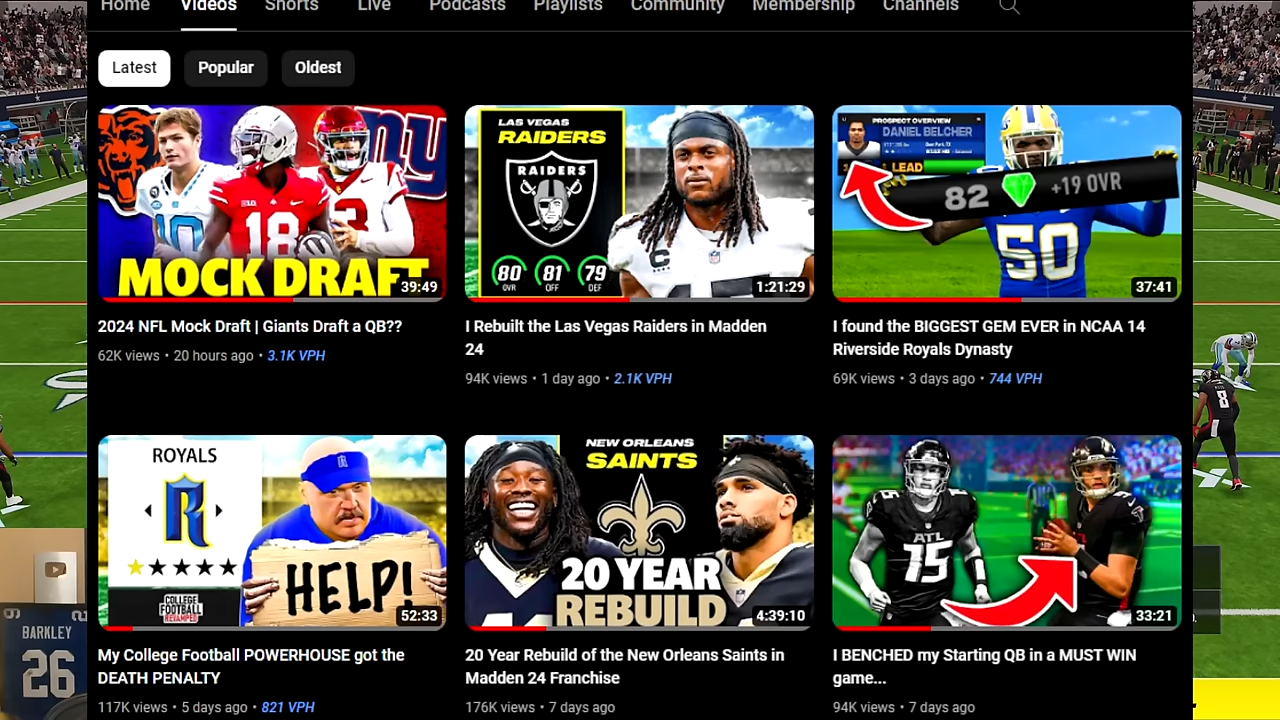 Home Videos Shorts Live Podcasts Playlists Community Membership Channels
Latest Popular Oldest
10
18
3
MOCK DRAFT
39:49
2024 NFL Mock Draft | Giants Draft a QB??
62K views • 20 hours ago • 3.1K VPH
LAS VEGAS
RAIDERS
RAIDERS
80 81 79
OVR OFF DEF
C
1:21:29
I Rebuilt the Las Vegas Raiders in Madden
24
94K views • 1 day ago • 2.1K VPH
PROSPECT OVERVIEW
DANIEL BELCHER
LEAD
82 +19 OVR
50
37:41
I found the BIGGEST GEM EVER in NCAA 14
Riverside Royals Dynasty
69K views • 3 days ago • 744 VPH
ROYALS
R
COLLEGE
FOOTBALL
REVAMPED
HELP!
52:33
My College Football POWERHOUSE got the
DEATH PENALTY
117K views • 5 days ago • 821 VPH
NEW ORLEANS
SAINTS
20 YEAR
REBUILD
4:39:10
20 Year Rebuild of the New Orleans Saints in
Madden 24 Franchise
176K views • 7 days ago
ATL
15
33:21
I BENCHED my Starting QB in a MUST WIN
game...
94K views • 7 days ago
8
BARKLEY
26